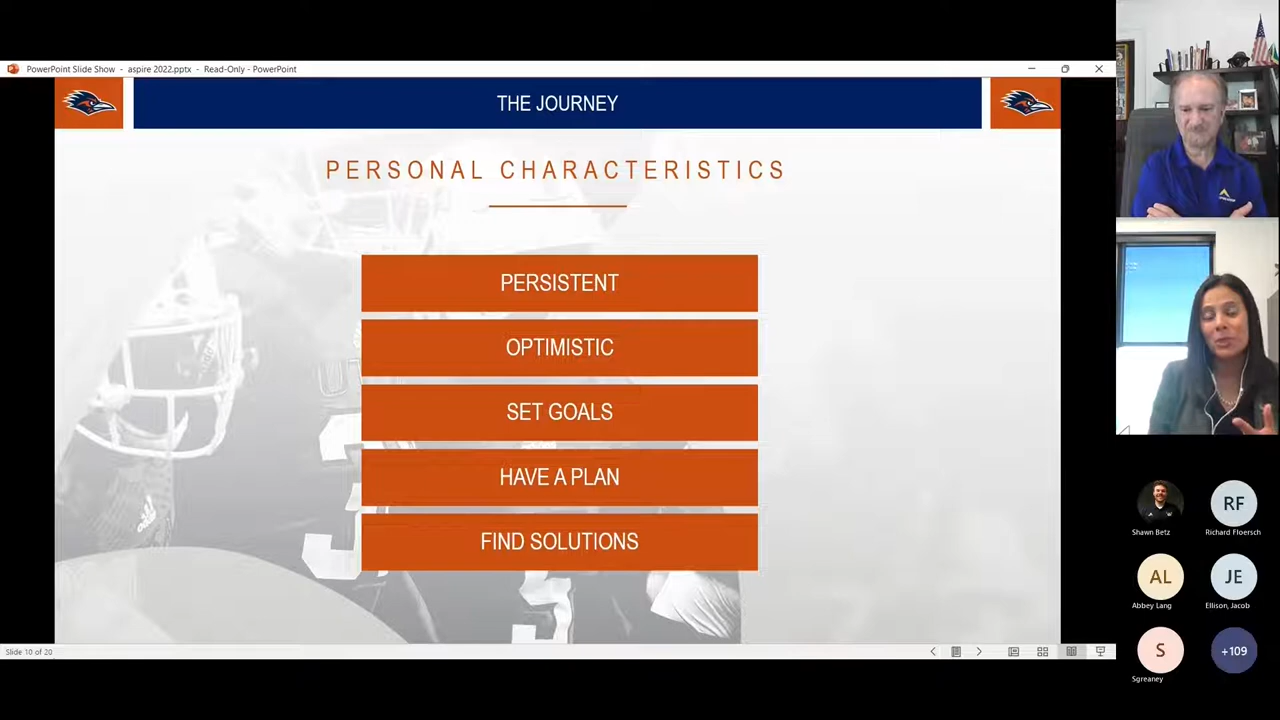 PowerPoint Slide Show - aspire 2022.pptx - Read-Only - PowerPoint
THE JOURNEY
PERSONAL CHARACTERISTICS
PERSISTENT
OPTIMISTIC
SET GOALS
HAVE A PLAN
FIND SOLUTIONS
Slide 10 of 20
RF
Shawn Betz
Richard Floersch
AL
JE
Abbey Lang
Ellison, Jacob
S
+109
Sgreaney